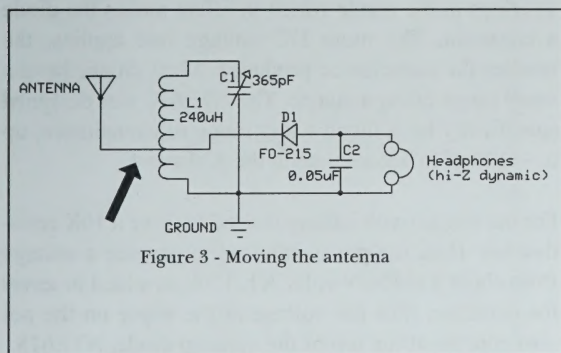 ANTENNA
C1
365pF
L1
240uH
D1
FO-215
C2
0.05uF
Headphones
(hi-Z dynamic)
GROUND
Figure 3 - Moving the antenna